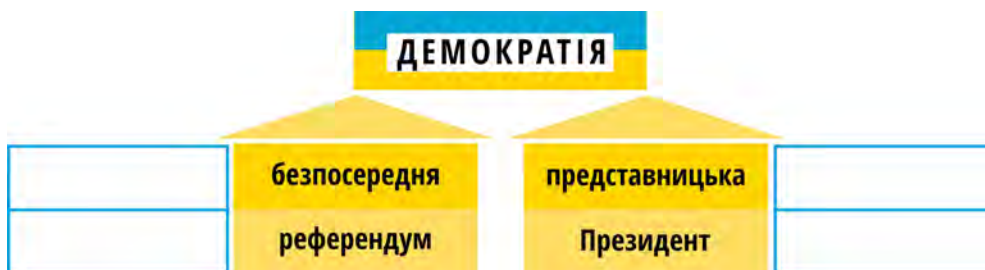 ДЕМОКРАТІЯ
безпосередня
представницька
референдум
Президент